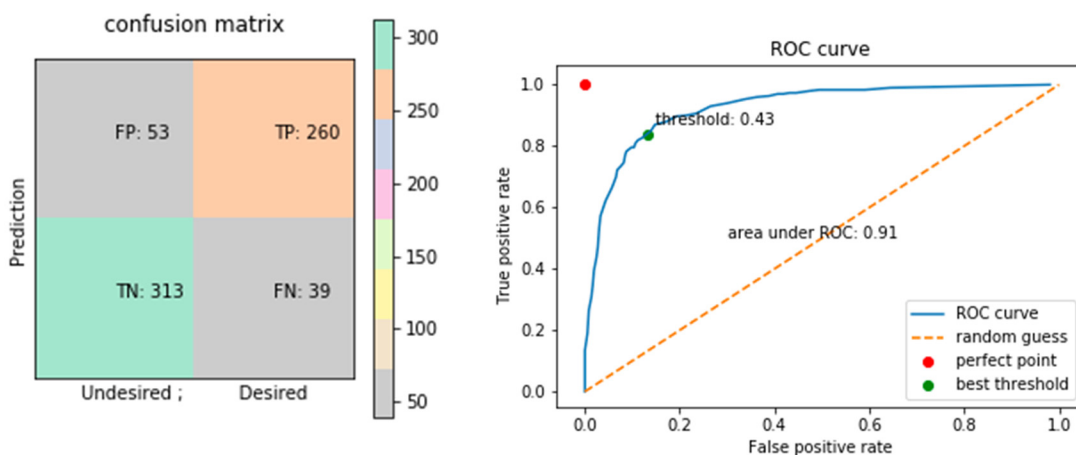 confusion matrix
Prediction
FP: 53
TP: 260
TN: 313
FN: 39
Undesired ;
Desired
300
250
200
150
100
50
ROC curve
True positive rate
1.0
0.8
0.6
0.4
0.2
0.0
threshold: 0.43
area under ROC: 0.91
ROC curve
random guess
perfect point
best threshold
0.0 0.2 0.4 0.6 0.8 1.0
False positive rate